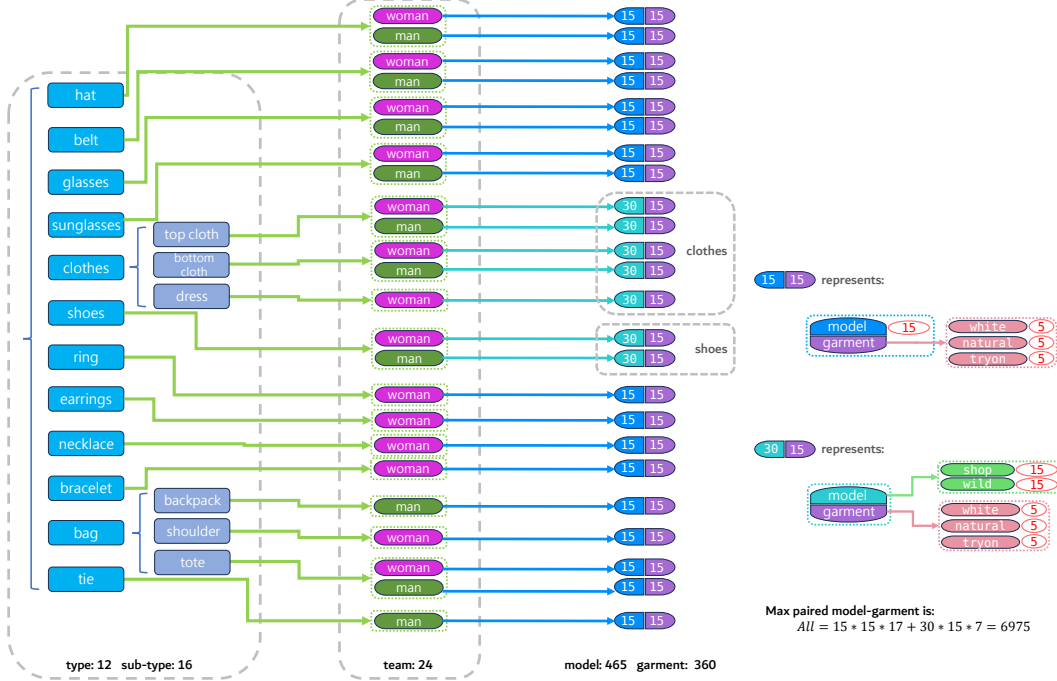 woman 15 15
man 15 15
woman 15 15
man 15 15
hat
woman 15 15
man 15 15
belt
woman 15 15
man 15 15
glasses
woman 30 15
man 30 15
sunglasses
top cloth
woman 30 15
man 30 15
clothes
bottom
cloth
clothes
dress
woman 30 15
15 15 represents:
shoes
woman 30 15
man 30 15
shoes
model 15
garment
white 5
natural 5
tryon 5
ring
woman 15 15
earrings
woman 15 15
necklace
woman 15 15
30 15 represents:
bracelet
woman 15 15
backpack
man 15 15
shop 15
wild 15
model
garment
white 5
natural 5
tryon 5
bag
shoulder
woman 15 15
tote
woman 15 15
man 15 15
tie
man 15 15
Max paired model-garment is:
All = 15 * 15 * 17 + 30 * 15 * 7 = 6975
type: 12 sub-type: 16
team: 24
model: 465 garment: 360